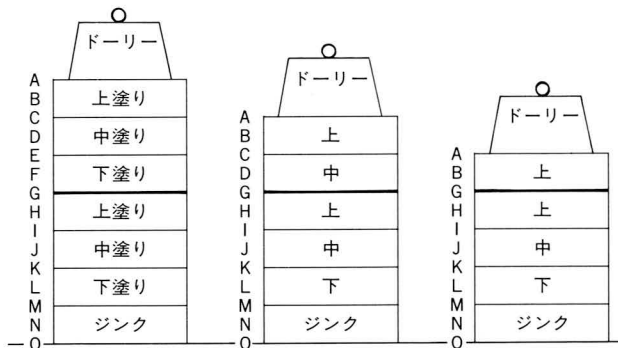 ドーリー
A
B 上塗り
C
D 中塗り
E
F 下塗り
G
H 上塗り
I
J 中塗り
K
L 下塗り
M
N ジンク
O
ドーリー
A
B 上
C
D 中
G
H 上
I
J 中
K
L 下
M
N ジンク
O
ドーリー
A
B 上
G
H 上
I
J 中
K
L 下
M
N ジンク
O